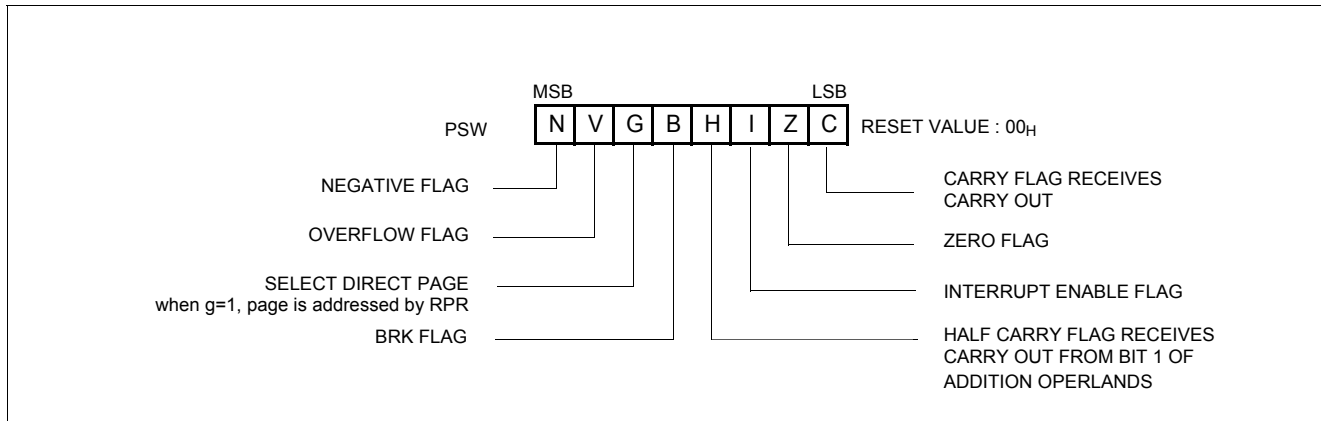 MSB LSB
PSW N V G B H I Z C RESET VALUE : 00H
NEGATIVE FLAG
OVERFLOW FLAG
SELECT DIRECT PAGE
when g=1, page is addressed by RPR
BRK FLAG
CARRY FLAG RECEIVES
CARRY OUT
ZERO FLAG
INTERRUPT ENABLE FLAG
HALF CARRY FLAG RECEIVES
CARRY OUT FROM BIT 1 OF
ADDITION OPERLANDS